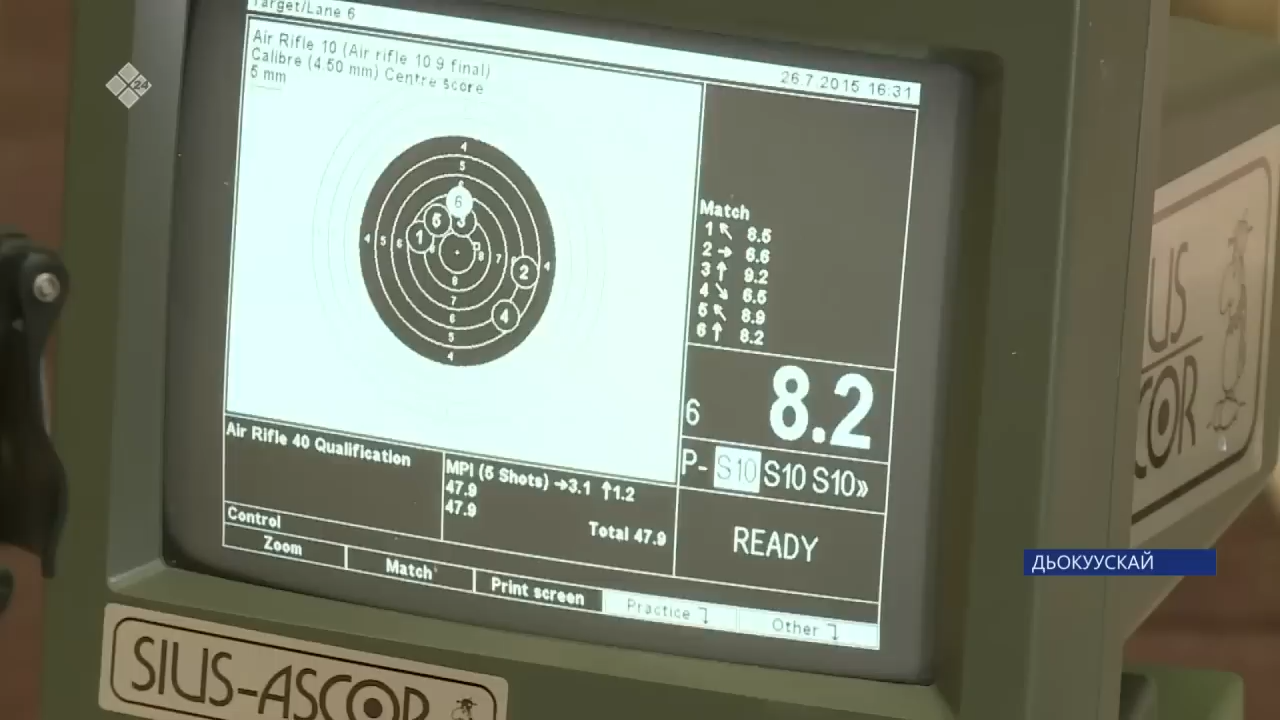 Target/Lane 6
26.7.2015 16:31
Air Rifle 10 (Air rifle 10.9 final)
Calibre (4.50 mm) Centre score
5 mm
X24
Match
1 ↖ 8.5
2 → 6.6
3 ↑ 9.2
4 ↘ 6.5
5 ↖ 8.9
6 ↑ 8.2
6 8.2
P- S10 S10 S10»
READY
Air Rifle 40 Qualification
MPI (5 Shots) →3.1 ↑1.2
47.9
47.9
Total 47.9
Control
Zoom
Match
Print screen
Practice
Other
SIUS-ASCOR
ДЬОКУУСКАЙ